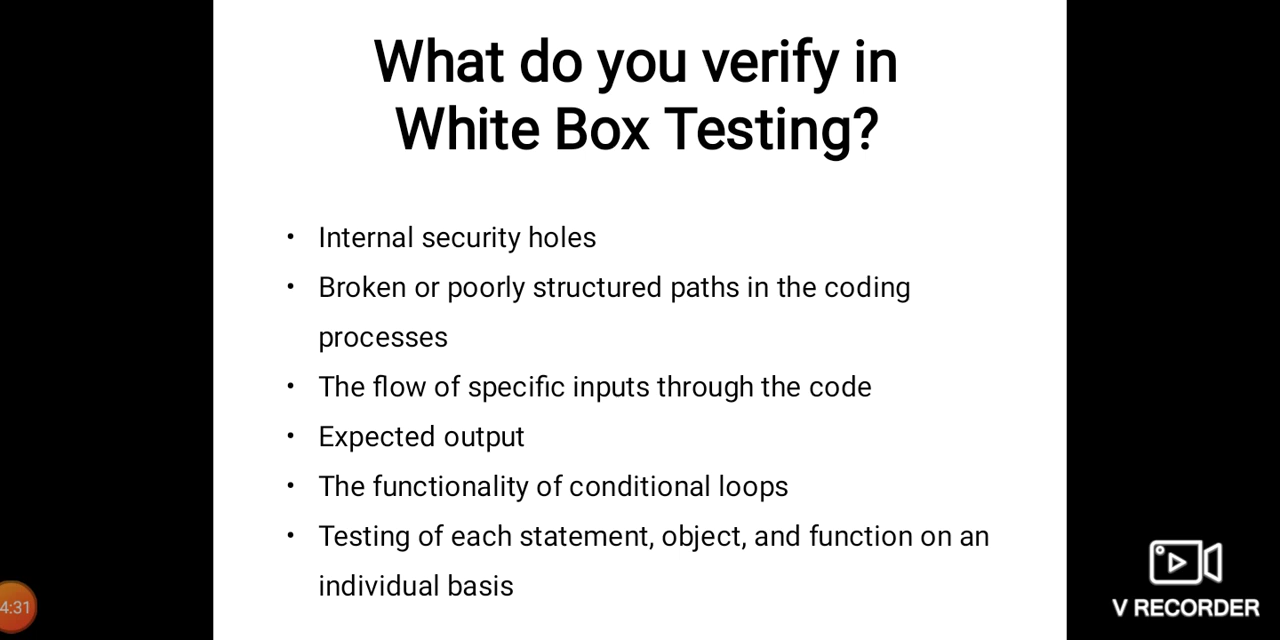 What do you verify in
White Box Testing?
• Internal security holes
• Broken or poorly structured paths in the coding
processes
• The flow of specific inputs through the code
• Expected output
• The functionality of conditional loops
• Testing of each statement, object, and function on an
individual basis
4:31
V RECORDER